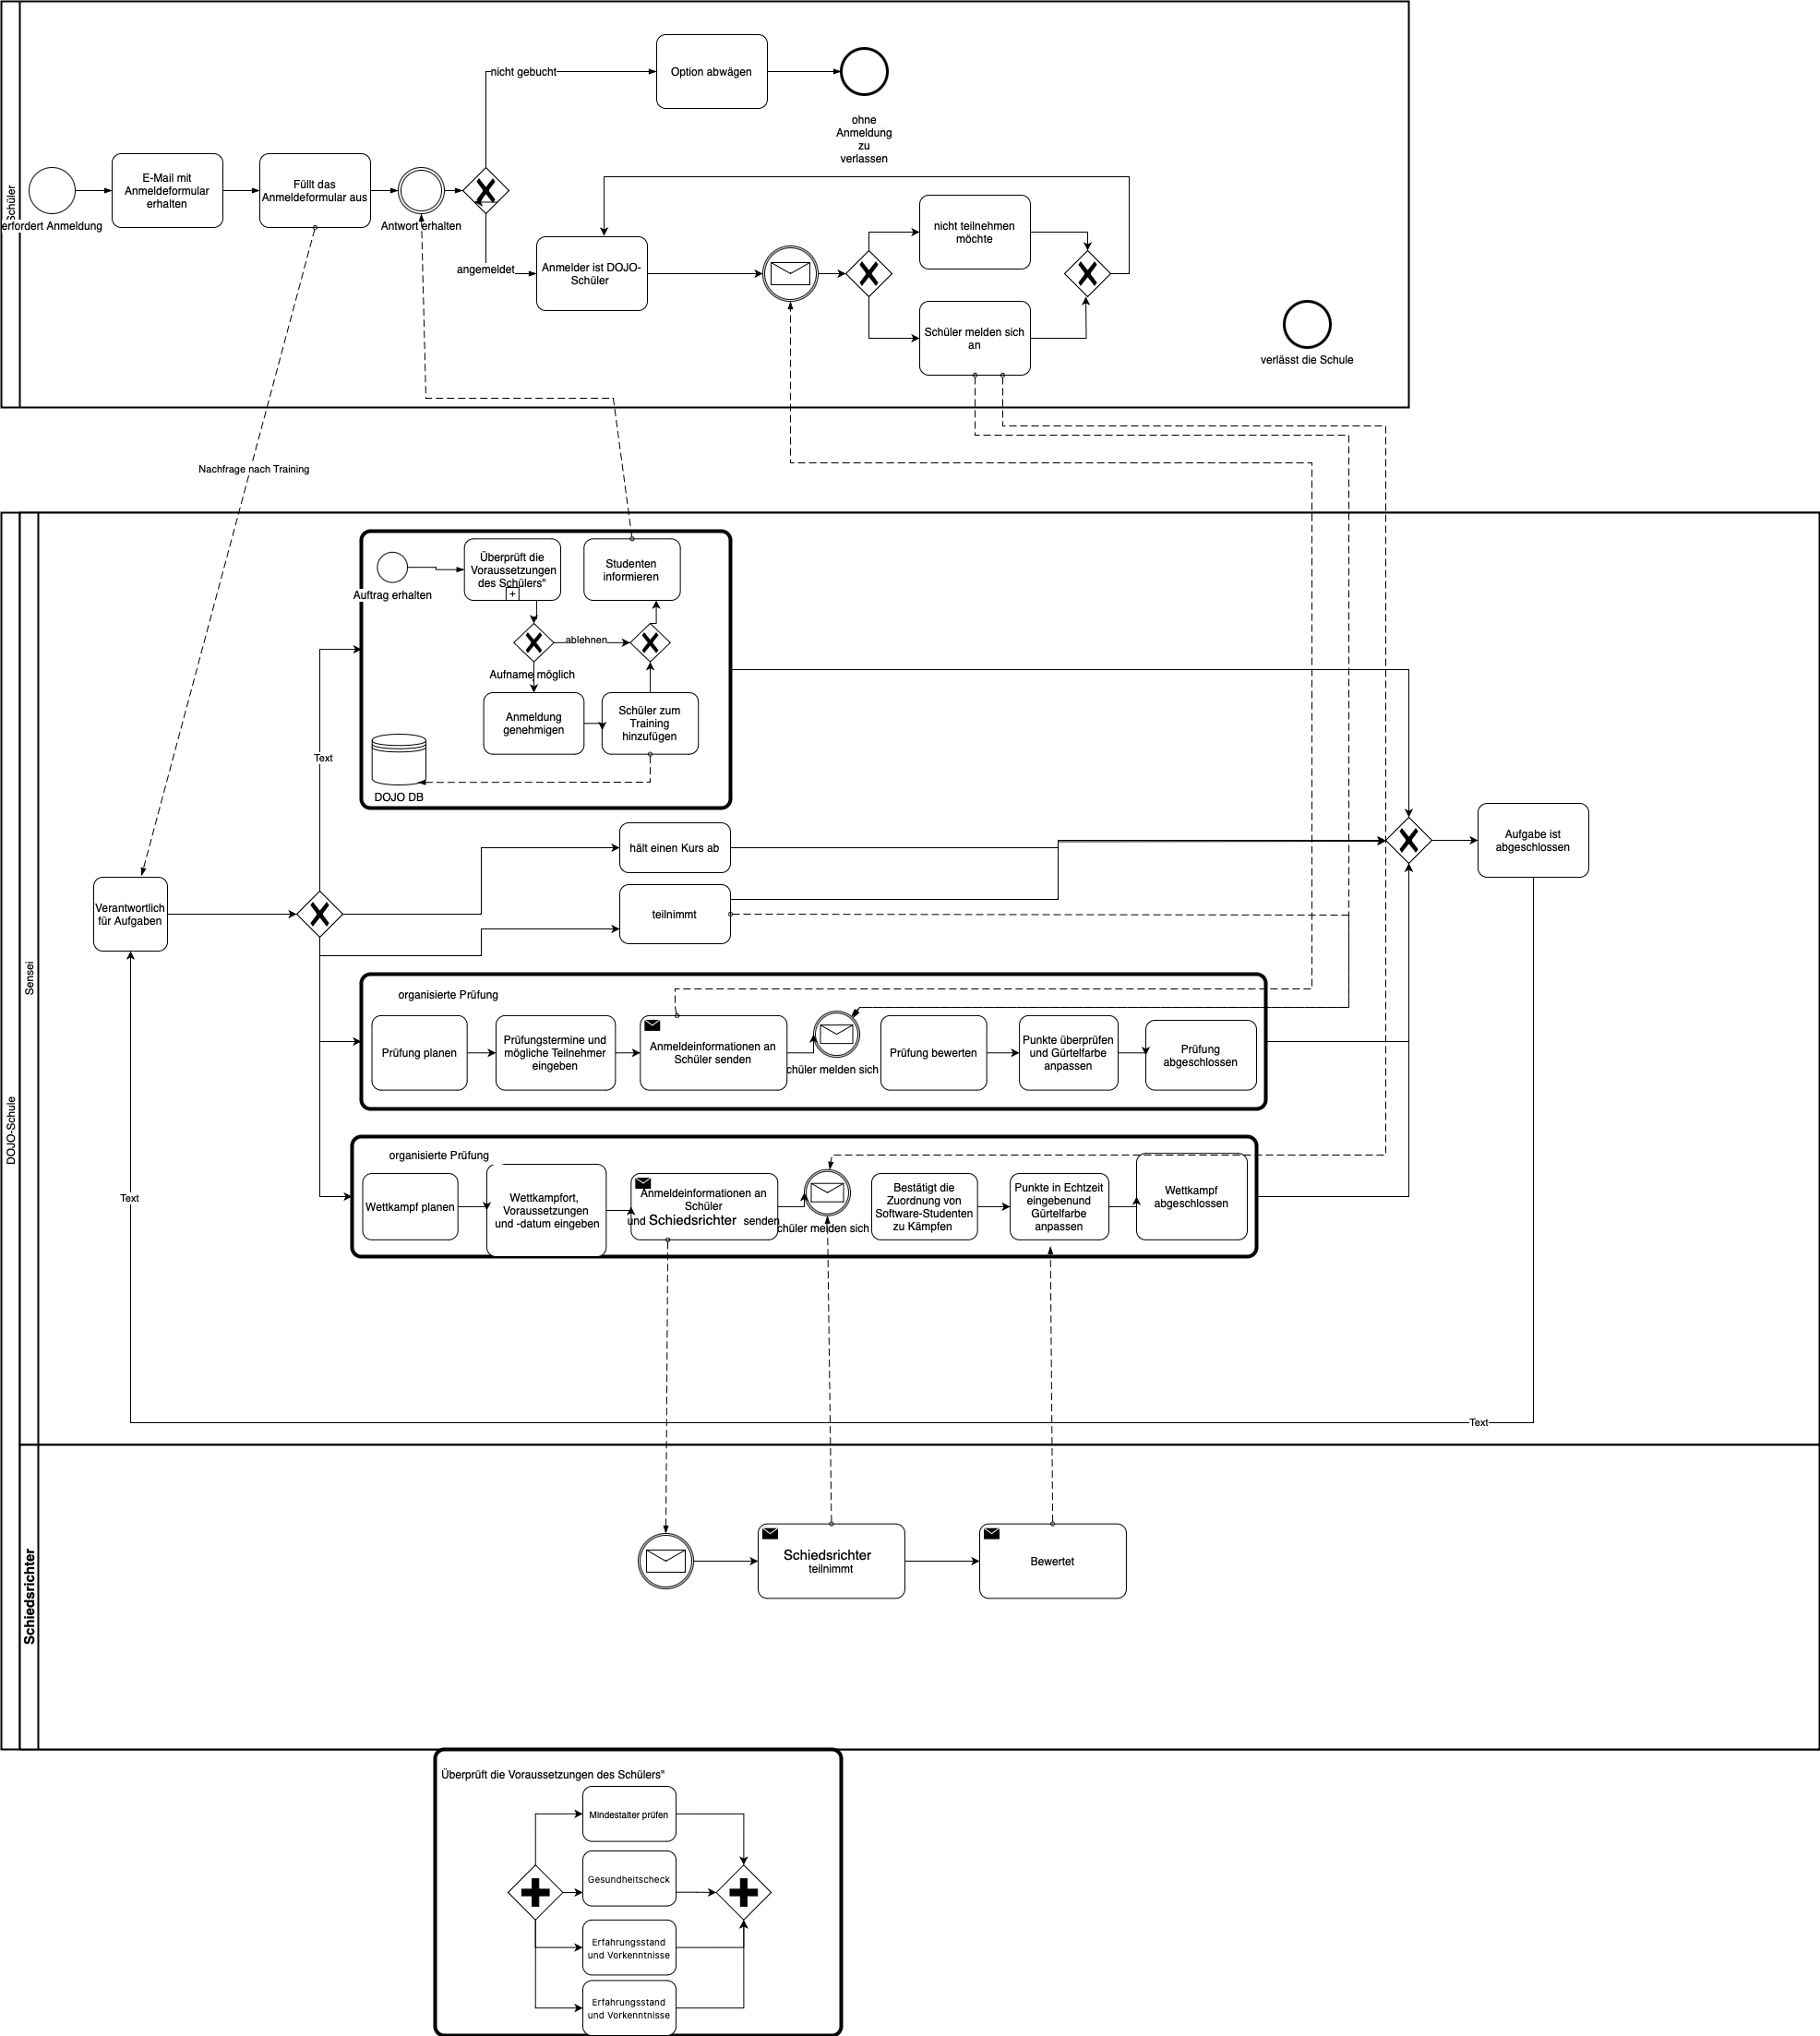 Schüler
nicht gebucht
Option abwägen
ohne
Anmeldung
zu
verlassen
erfordert Anmeldung
E-Mail mit
Anmeldeformular
erhalten
Füllt das
Anmeldeformular aus
Antwort erhalten
angemeldet
Anmelder ist DOJO-
Schüler
nicht teilnehmen
möchte
Schüler melden sich
an
verlässt die Schule
Nachfrage nach Training
DOJO-Schule
Sensei
Auftrag erhalten
Überprüft die
Voraussetzungen
des Schülers"
Studenten
informieren
ablehnen
Aufname möglich
Anmeldung
genehmigen
Schüler zum
Training
hinzufügen
DOJO DB
Text
Aufgabe ist
abgeschlossen
hält einen Kurs ab
Verantwortlich
für Aufgaben
teilnimmt
organisierte Prüfung
Prüfung planen
Prüfungstermine und
mögliche Teilnehmer
eingeben
Anmeldeinformationen an
Schüler senden
chüler melden sich
Prüfung bewerten
Punkte überprüfen
und Gürtelfarbe
anpassen
Prüfung
abgeschlossen
organisierte Prüfung
Wettkampf planen
Wettkampfort,
Voraussetzungen
und -datum eingeben
Anmeldeinformationen an
Schüler
und Schiedsrichter senden
chüler melden sich
Bestätigt die
Zuordnung von
Software-Studenten
zu Kämpfen
Punkte in Echtzeit
eingebenund
Gürtelfarbe
anpassen
Wettkampf
abgeschlossen
Text
Text
Schiedsrichter
Schiedsrichter
teilnimmt
Bewertet
Überprüft die Voraussetzungen des Schülers"
Mindestalter prüfen
Gesundheitscheck
Erfahrungsstand
und Vorkenntnisse
Erfahrungsstand
und Vorkenntnisse